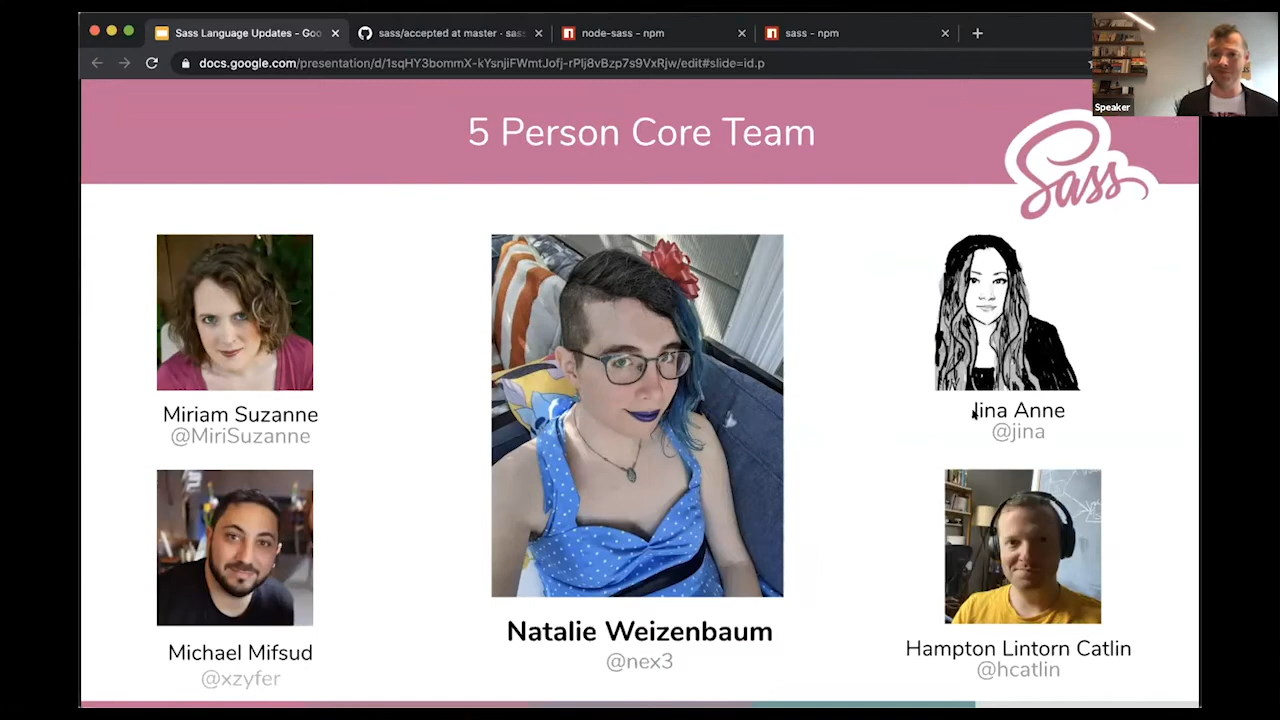 Sass Language Updates - Goo
sass/accepted at master · sass
node-sass - npm
sass - npm
docs.google.com/presentation/d/1sqHY3bommX-kYsnjiFWmtJofj-rPIj8vBzp7s9VxRjw/edit#slide=id.p
Speaker
5 Person Core Team
Sass
Miriam Suzanne
@MiriSuzanne
Jina Anne
@jina
Michael Mifsud
@xzyfer
Natalie Weizenbaum
@nex3
Hampton Lintorn Catlin
@hcatlin